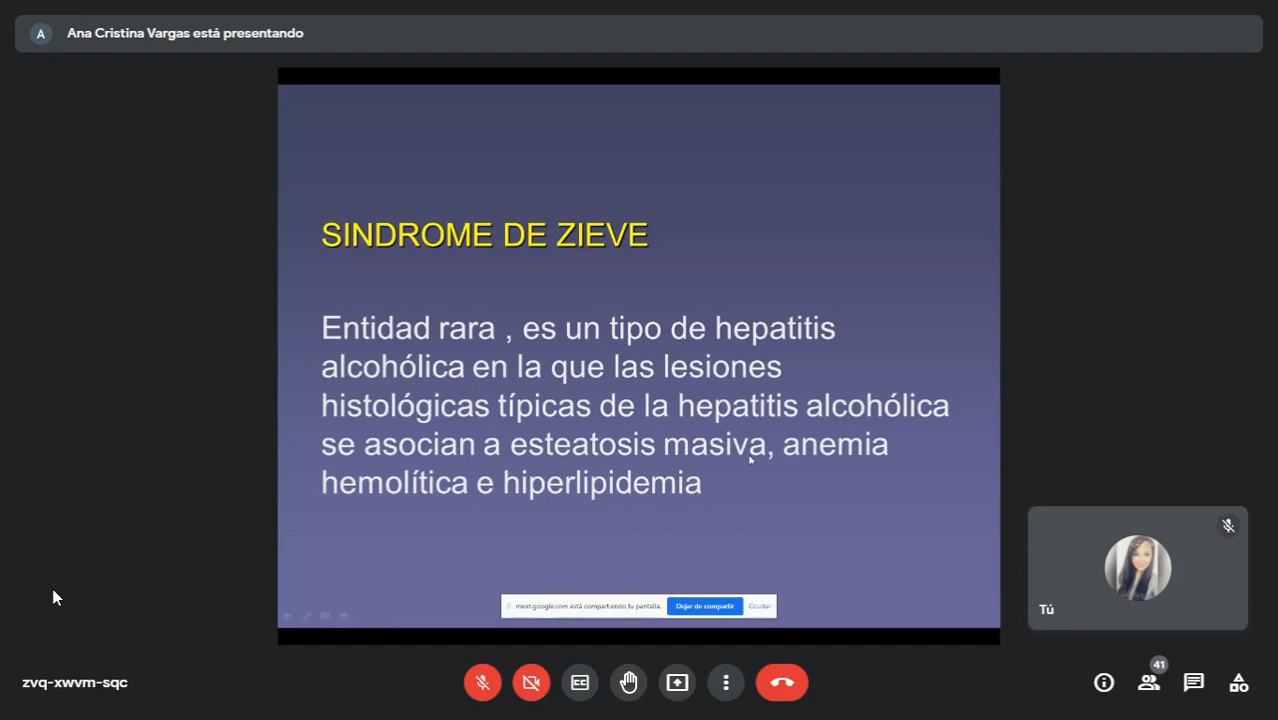 A
Ana Cristina Vargas está presentando
SINDROME DE ZIEVE
Entidad rara , es un tipo de hepatitis
alcohólica en la que las lesiones
histológicas típicas de la hepatitis alcohólica
se asocian a esteatosis masiva, anemia
hemolítica e hiperlipidemia
meet.google.com está compartiendo tu pantalla.
Dejar de compartir
Ocultar
Tú
zvq-xwvm-sqc
CC
41